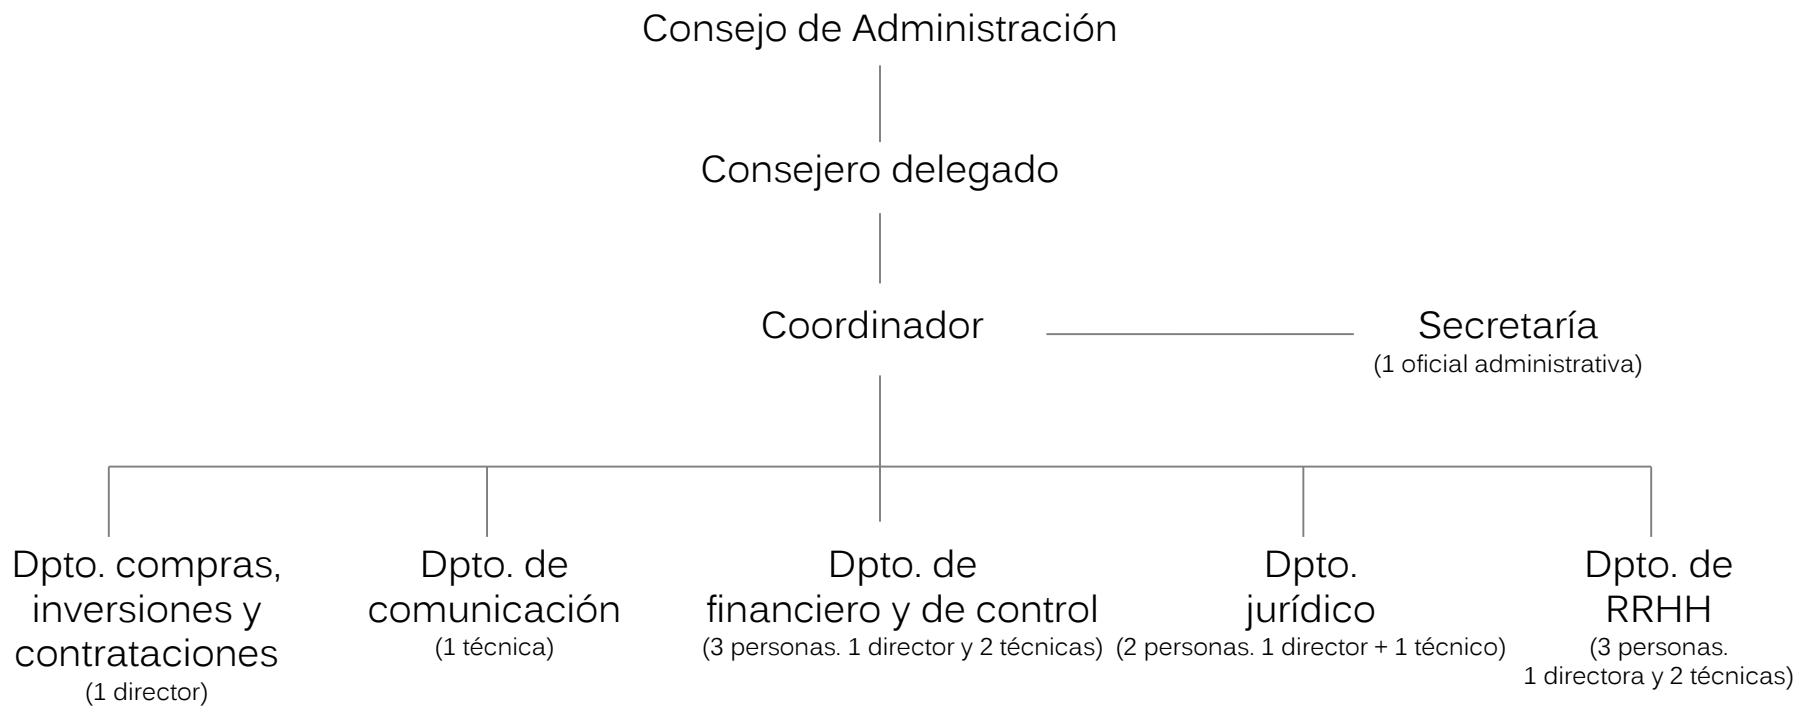 Consejo de Administración
Consejero delegado
Coordinador
Secretaría
(1 oficial administrativa)
Dpto. compras,
inversiones y
contrataciones
(1 director)
Dpto. de
comunicación
(1 técnica)
Dpto. de
financiero y de control
(3 personas. 1 director y 2 técnicas)
Dpto.
jurídico
(2 personas. 1 director + 1 técnico)
Dpto. de
RRHH
(3 personas.
1 directora y 2 técnicas)